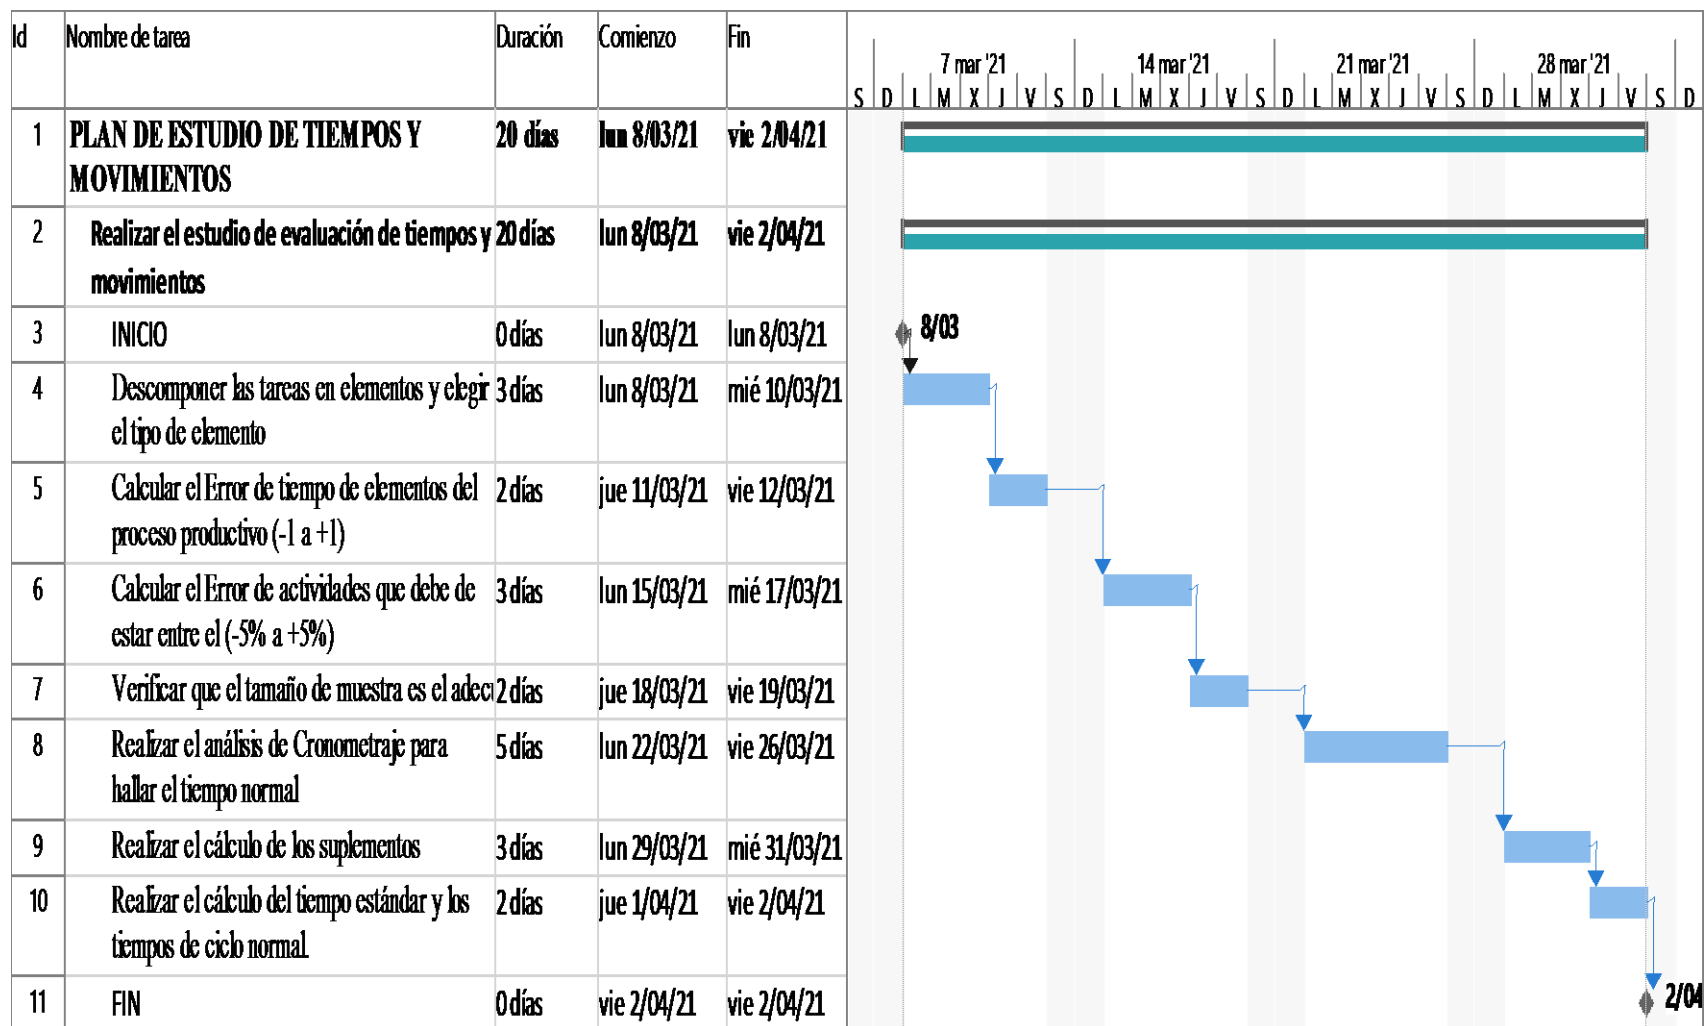 Id Nombre de tarea Duración Comienzo Fin
7 mar '21 14 mar '21 21 mar '21 28 mar '21
S D L M X J V S D L M X J V S D L M X J V S D L M X J V S D
1 PLAN DE ESTUDIO DE TIEMPOS Y 20 días lun 8/03/21 vie 2/04/21
MOVIMIENTOS
2 Realizar el estudio de evaluación de tiempos y 20 días lun 8/03/21 vie 2/04/21
movimientos
3 INICIO 0 días lun 8/03/21 lun 8/03/21 8/03
4 Descomponer las tareas en elementos y elegir 3 días lun 8/03/21 mié 10/03/21
el tipo de elemento
5 Calcular el Error de tiempo de elementos del 2 días jue 11/03/21 vie 12/03/21
proceso productivo (-1 a +1)
6 Calcular el Error de actividades que debe de 3 días lun 15/03/21 mié 17/03/21
estar entre el (-5% a +5%)
7 Verificar que el tamaño de muestra es el adecu 2 días jue 18/03/21 vie 19/03/21
8 Realizar el análisis de Cronometraje para 5 días lun 22/03/21 vie 26/03/21
hallar el tiempo normal
9 Realizar el cálculo de los suplementos 3 días lun 29/03/21 mié 31/03/21
10 Realizar el cálculo del tiempo estándar y los 2 días jue 1/04/21 vie 2/04/21
tiempos de ciclo normal.
11 FIN 0 días vie 2/04/21 vie 2/04/21 2/04